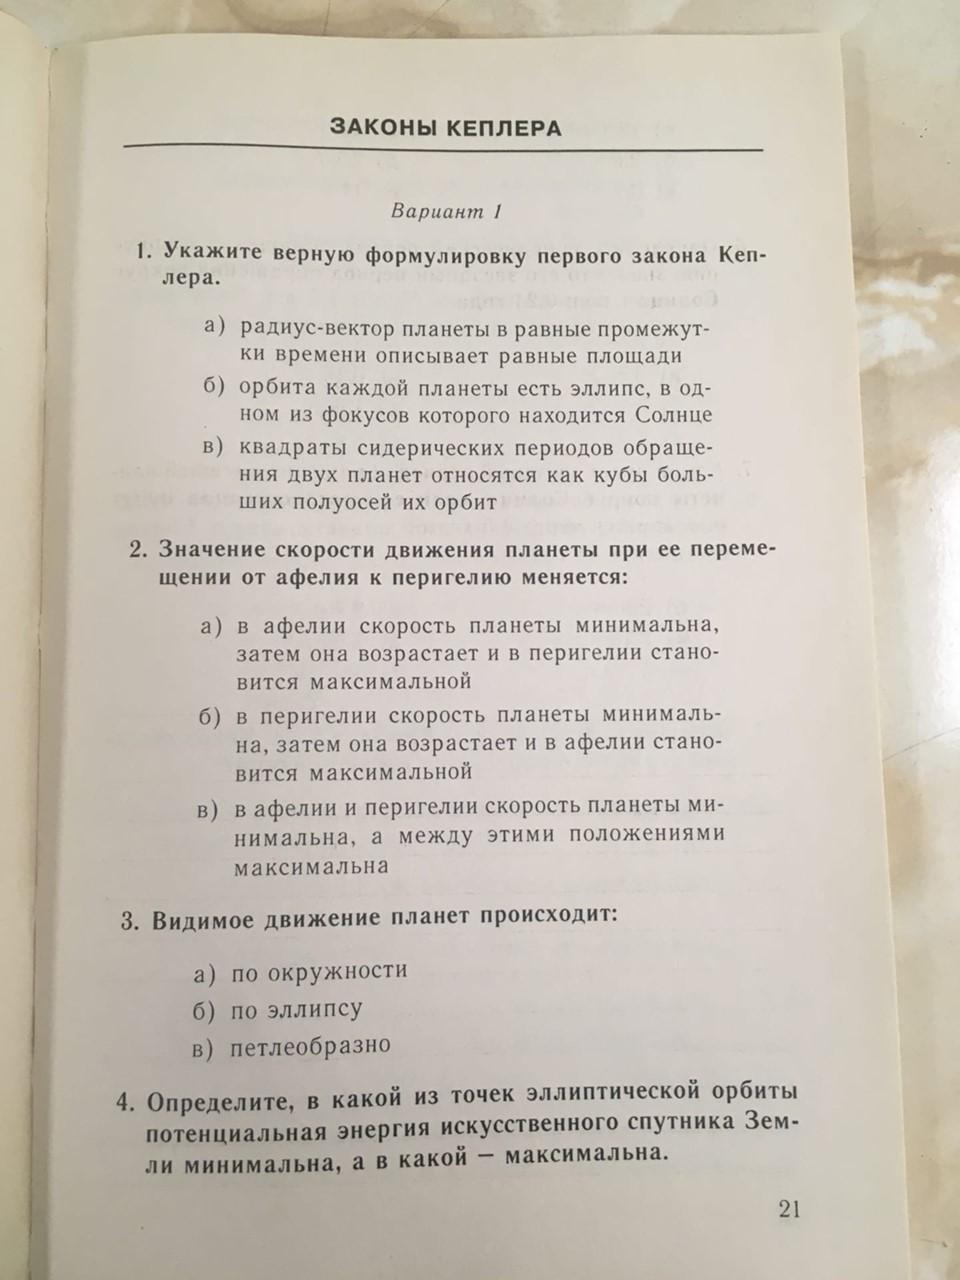 ЗАКОНЫ КЕПЛЕРА
Вариант 1
1. Укажите верную формулировку первого закона Кеп-
лера.
а) радиус-вектор планеты в равные промежут-
ки времени описывает равные площади
б) орбита каждой планеты есть эллипс, в од-
ном из фокусов которого находится Солнце
в) квадраты сидерических периодов обраще-
ния двух планет относятся как кубы боль-
ших полуосей их орбит
2. Значение скорости движения планеты при ее переме-
щении от афелия к перигелию меняется:
а) в афелии скорость планеты минимальна,
затем она возрастает и в перигелии стано-
вится максимальной
б) в перигелии скорость планеты минималь-
на, затем она возрастает и в афелии стано-
вится максимальной
в) в афелии и перигелии скорость планеты ми-
нимальна, а между этими положениями
максимальна
3. Видимое движение планет происходит:
а) по окружности
б) по эллипсу
в) петлеобразно
4. Определите, в какой из точек эллиптической орбиты
потенциальная энергия искусственного спутника Зем-
ли минимальна, а в какой — максимальна.
21